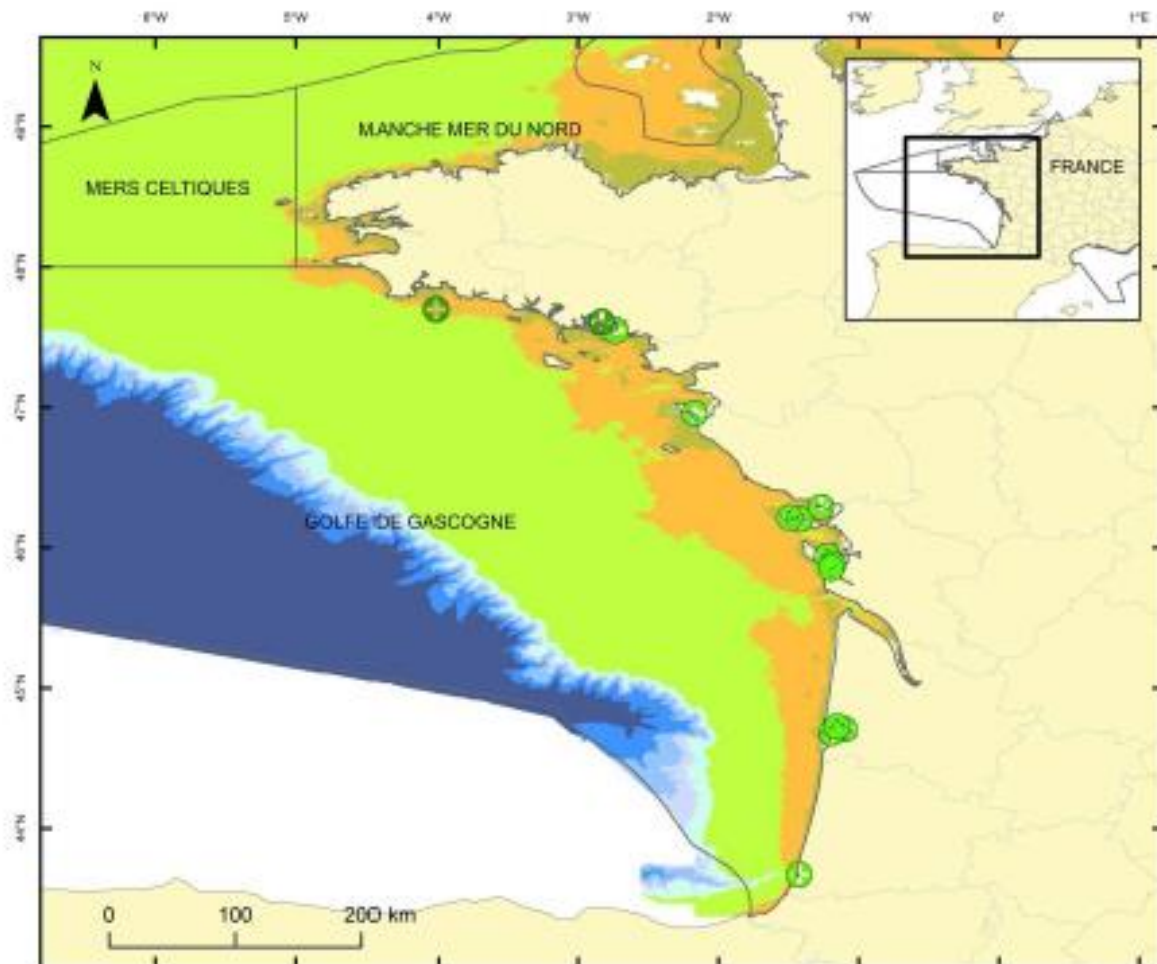 6°W 5°W 4°W 3°W 2°W 1°W 0° 1°E
N
49°N
MANCHE MER DU NORD
MERS CELTIQUES
FRANCE
48°N
47°N
GOLFE DE GASCOGNE
46°N
45°N
44°N
0 100 200 km